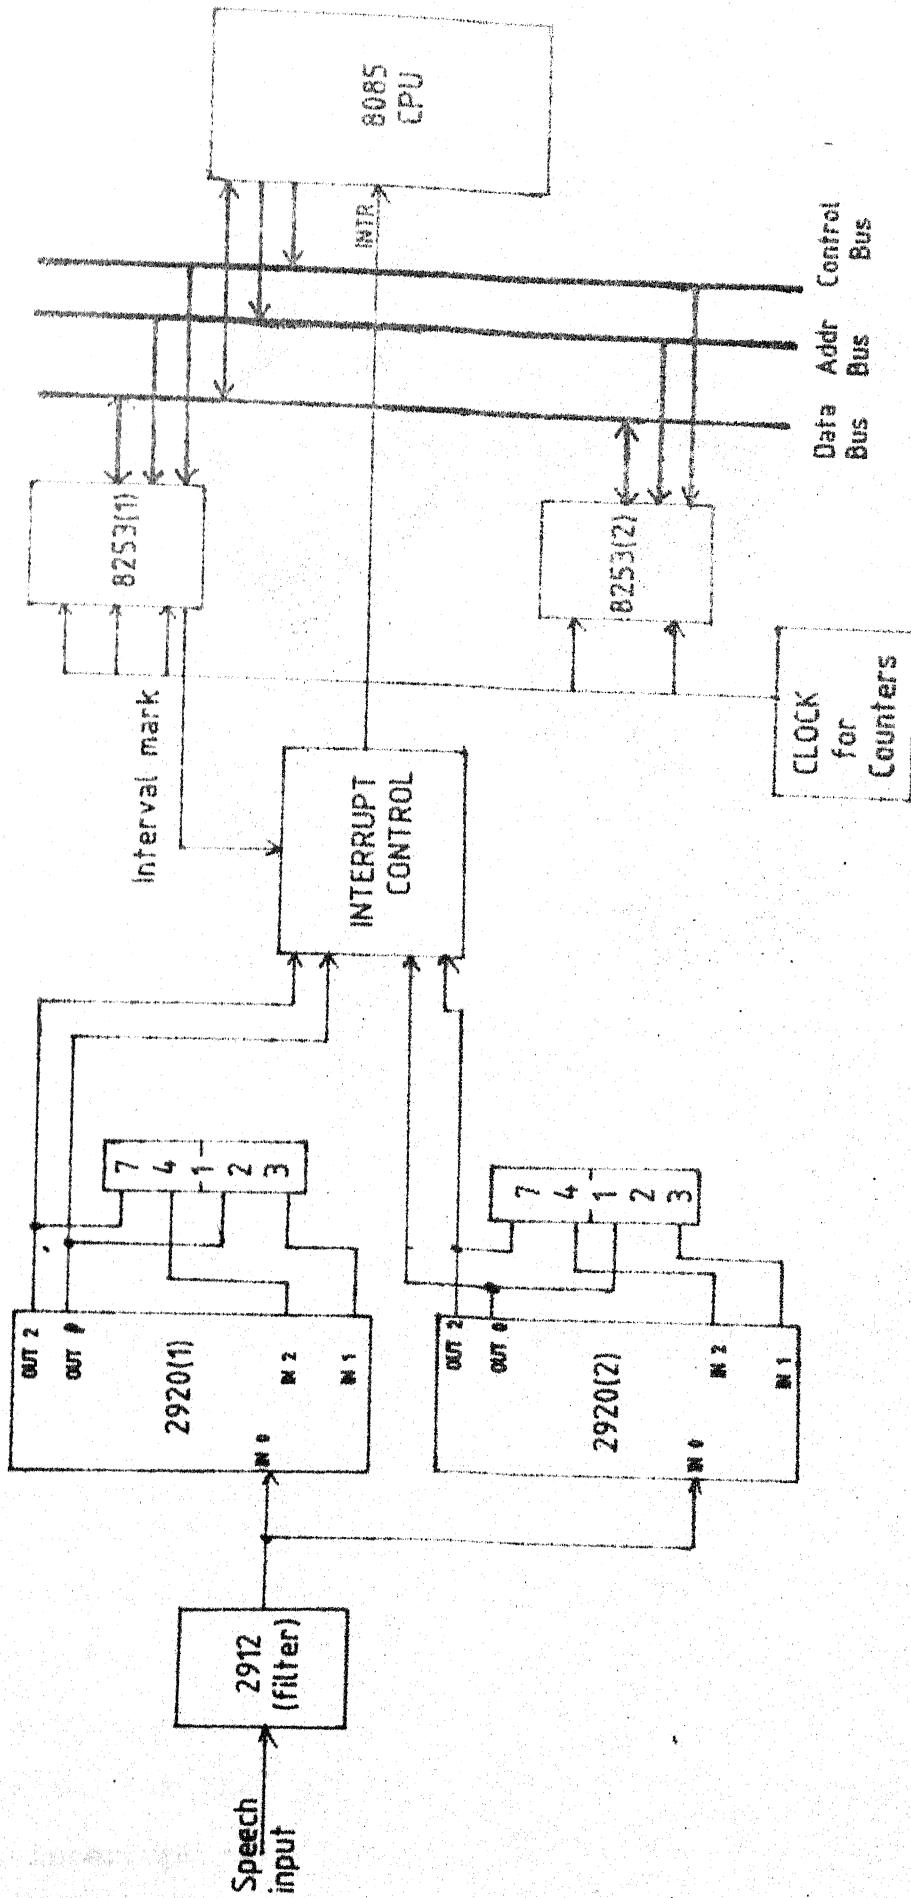 Speech
input
2912
(filter)
IN 0
2920(1)
OUT 2
OUT 0
IN 2
IN 1
7
4
1
2
3
IN 0
2920(2)
OUT 2
OUT 0
IN 2
IN 1
7
4
1
2
3
Interval mark
INTERRUPT
CONTROL
CLOCK
for
Counters
8253(1)
8253(2)
Data
Bus
Addr
Bus
Control
Bus
INTR
8085
CPU